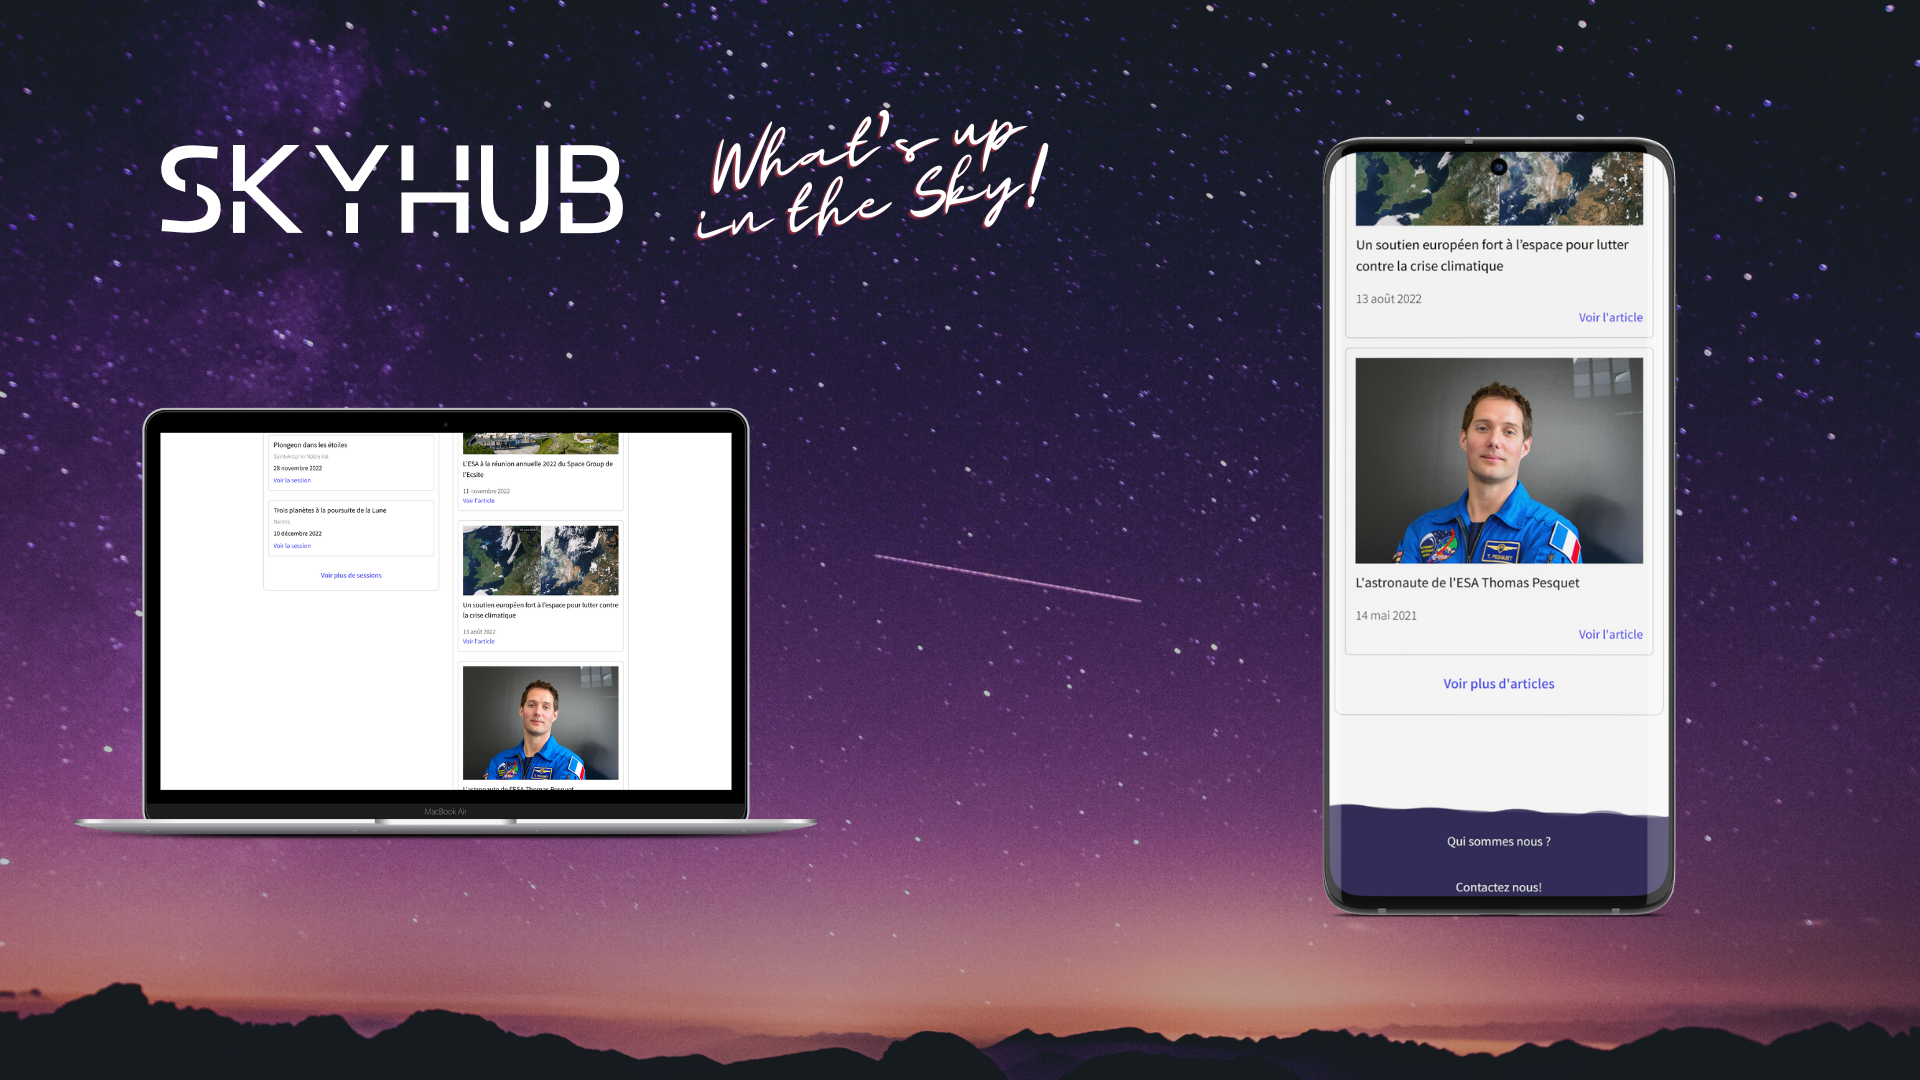 SKYHUB
What's up
in the Sky!
Plongeon dans les étoiles
28 novembre 2022
Voir la session
Trois planètes à la poursuite de la Lune
Nantes
10 décembre 2022
Voir la session
Voir plus de sessions
L'ESA à la réunion annuelle 2022 du Space Group de
l'Ecsite
11 novembre 2022
Voir l'article
Un soutien européen fort à l'espace pour lutter contre
la crise climatique
13 août 2022
Voir l'article
L'astronaute de l'ESA Thomas Pesquet
MacBook Air
Un soutien européen fort à l'espace pour lutter
contre la crise climatique
13 août 2022
Voir l'article
T. PESQUET
L'astronaute de l'ESA Thomas Pesquet
14 mai 2021
Voir l'article
Voir plus d'articles
Qui sommes nous ?
Contactez nous!